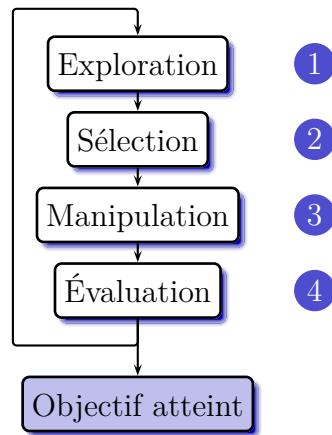 Exploration 1
Sélection 2
Manipulation 3
Évaluation 4
Objectif atteint